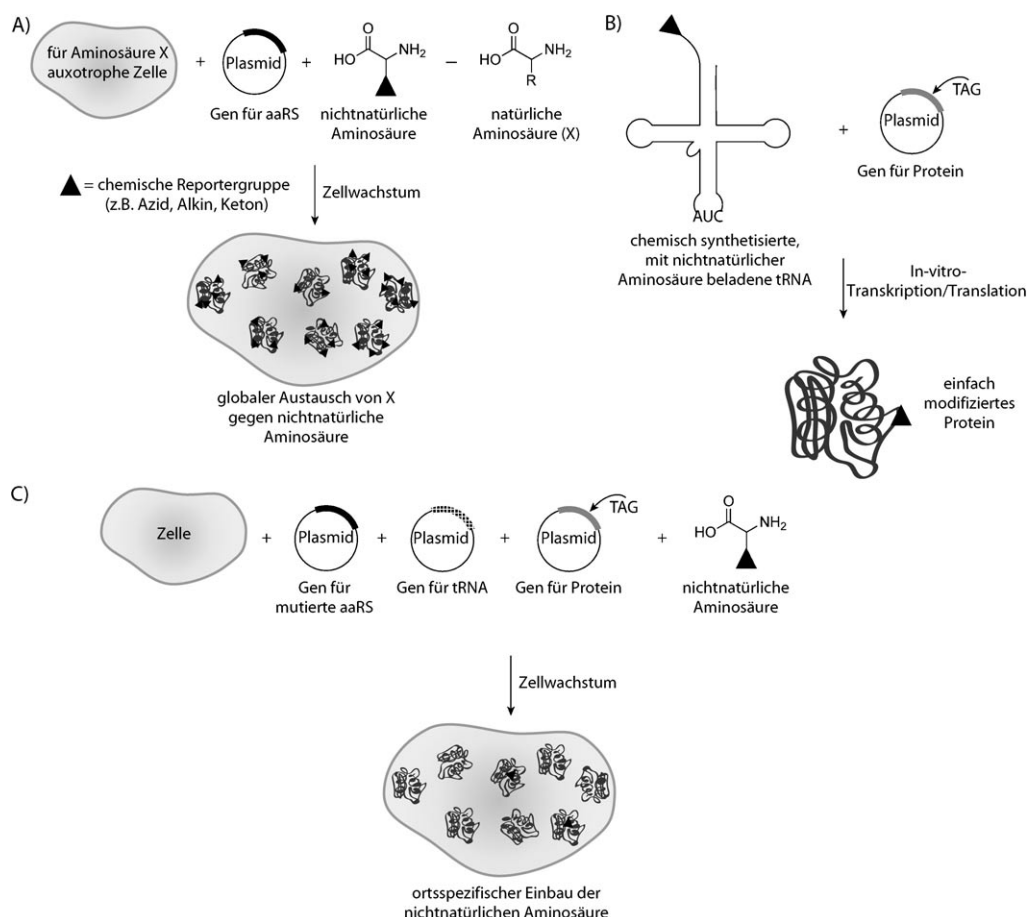 A)
für Aminosäure X
auxotrophe Zelle
+
Plasmid
Gen für aaRS
+
O
HO
NH₂
nichtnatürliche
Aminosäure
–
O
HO
NH₂
R
natürliche
Aminosäure (X)
= chemische Reportergruppe
(z.B. Azid, Alkin, Keton)
Zellwachstum
globaler Austausch von X
gegen nichtnatürliche
Aminosäure
B)
AUC
chemisch synthetisierte,
mit nichtnatürlicher
Aminosäure beladene tRNA
+
TAG
Plasmid
Gen für Protein
In-vitro-
Transkription/Translation
einfach
modifiziertes
Protein
C)
Zelle
+
Plasmid
Gen für
mutierte aaRS
+
Plasmid
Gen für tRNA
+
TAG
Plasmid
Gen für Protein
+
O
HO
NH₂
nichtnatürliche
Aminosäure
Zellwachstum
ortsspezifischer Einbau der
nichtnatürlichen Aminosäure